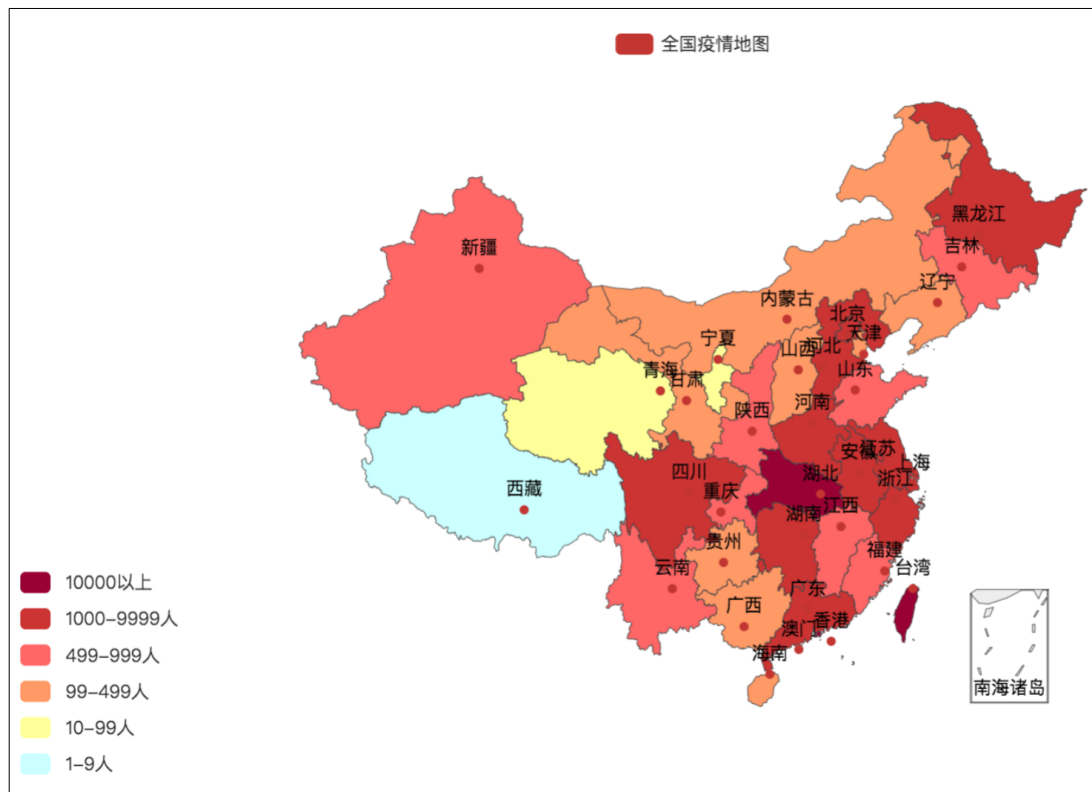 全国疫情地图
黑龙江
吉林
新疆
辽宁
内蒙古
北京
天津
宁夏
山西
河北
青海
甘肃
山东
陕西
河南
四川
安徽
江苏
上海
湖北
浙江
西藏
重庆
湖南
江西
贵州
福建
云南
台湾
广西
广东
澳门
香港
海南
南海诸岛
10000以上
1000-9999人
499-999人
99-499人
10-99人
1-9人